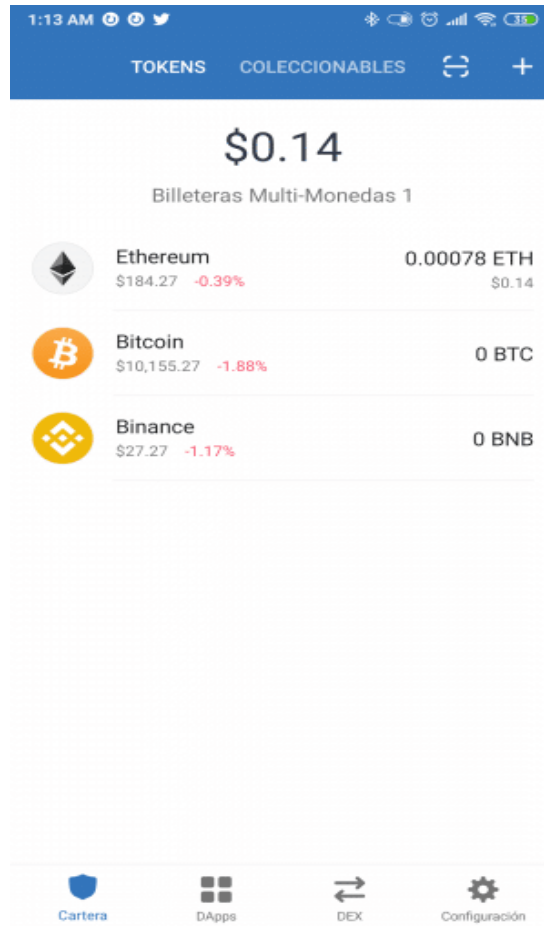 1:13 AM 35
TOKENS COLECCIONABLES
$0.14
Billeteras Multi-Monedas 1
Ethereum 0.00078 ETH
$184.27 -0.39% $0.14
Bitcoin 0 BTC
$10,155.27 -1.88%
Binance 0 BNB
$27.27 -1.17%
Cartera DApps DEX Configuración